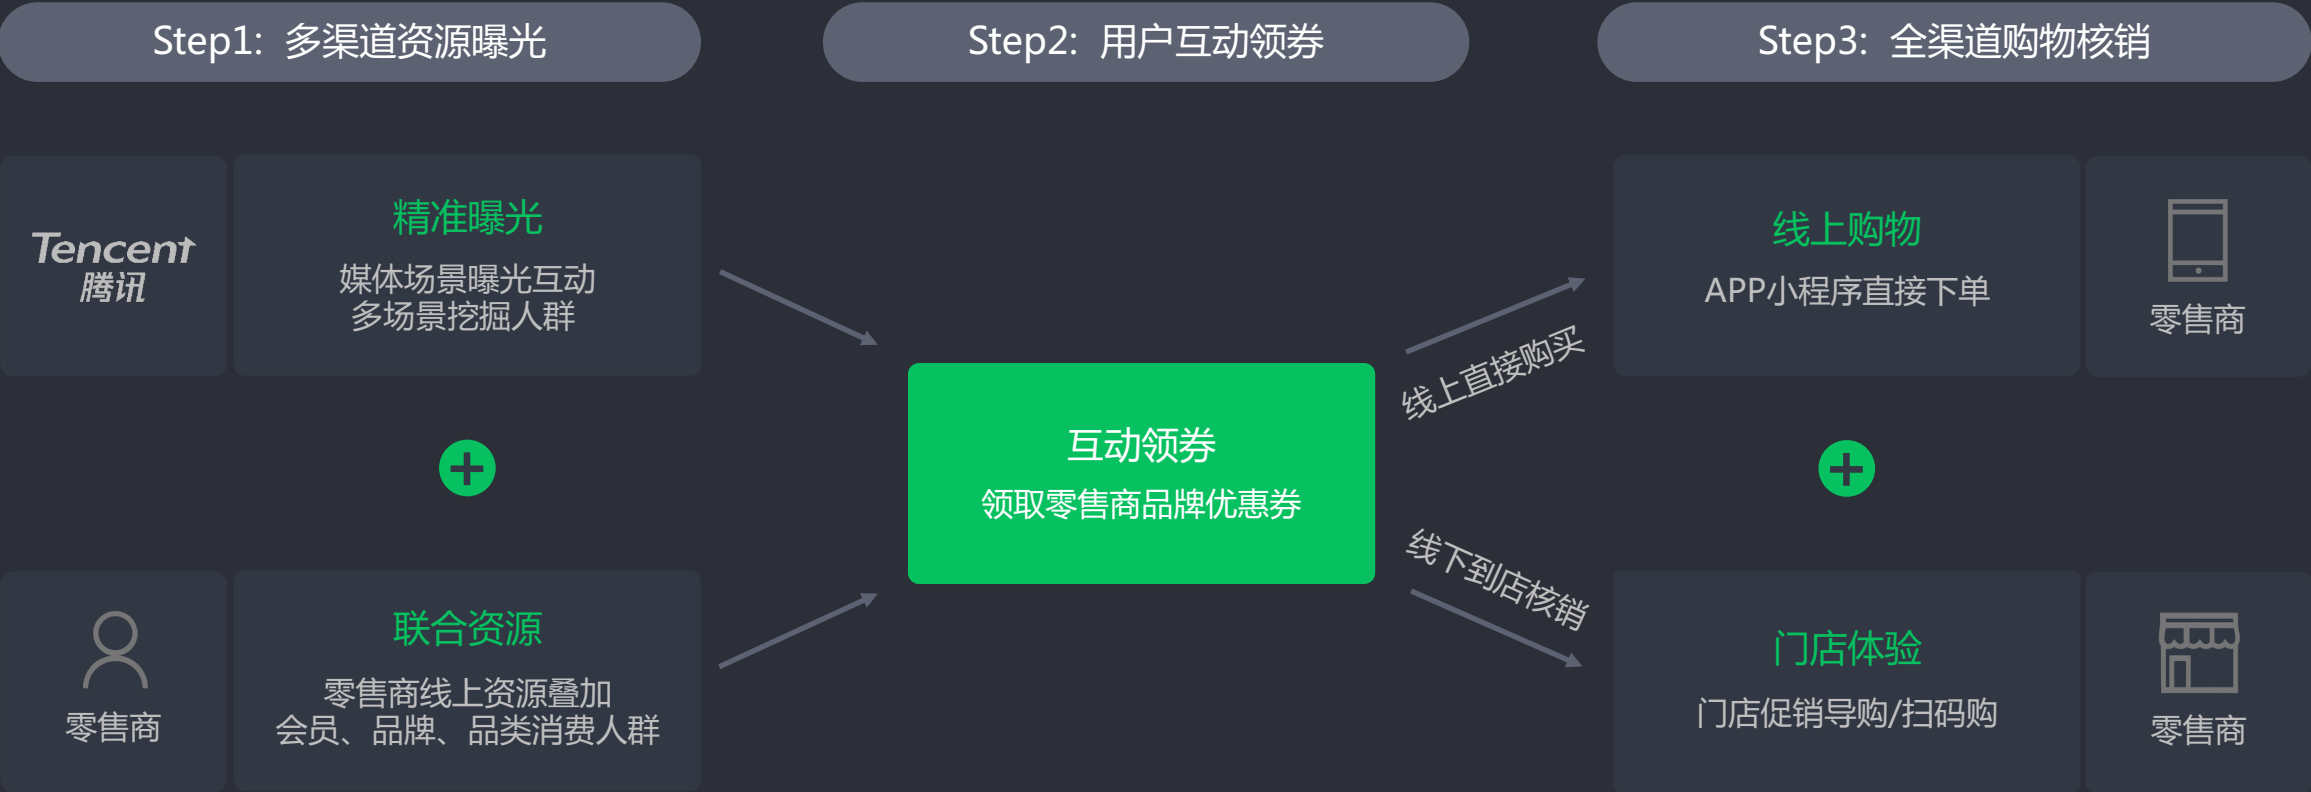 Step1: 多渠道资源曝光
Step2: 用户互动领券
Step3: 全渠道购物核销
Tencent
腾讯
精准曝光
媒体场景曝光互动
多场景挖掘人群
零售商
联合资源
零售商线上资源叠加
会员、品牌、品类消费人群
互动领券
领取零售商品牌优惠券
线上直接购买
线下到店核销
线上购物
APP小程序直接下单
零售商
门店体验
门店促销导购/扫码购
零售商